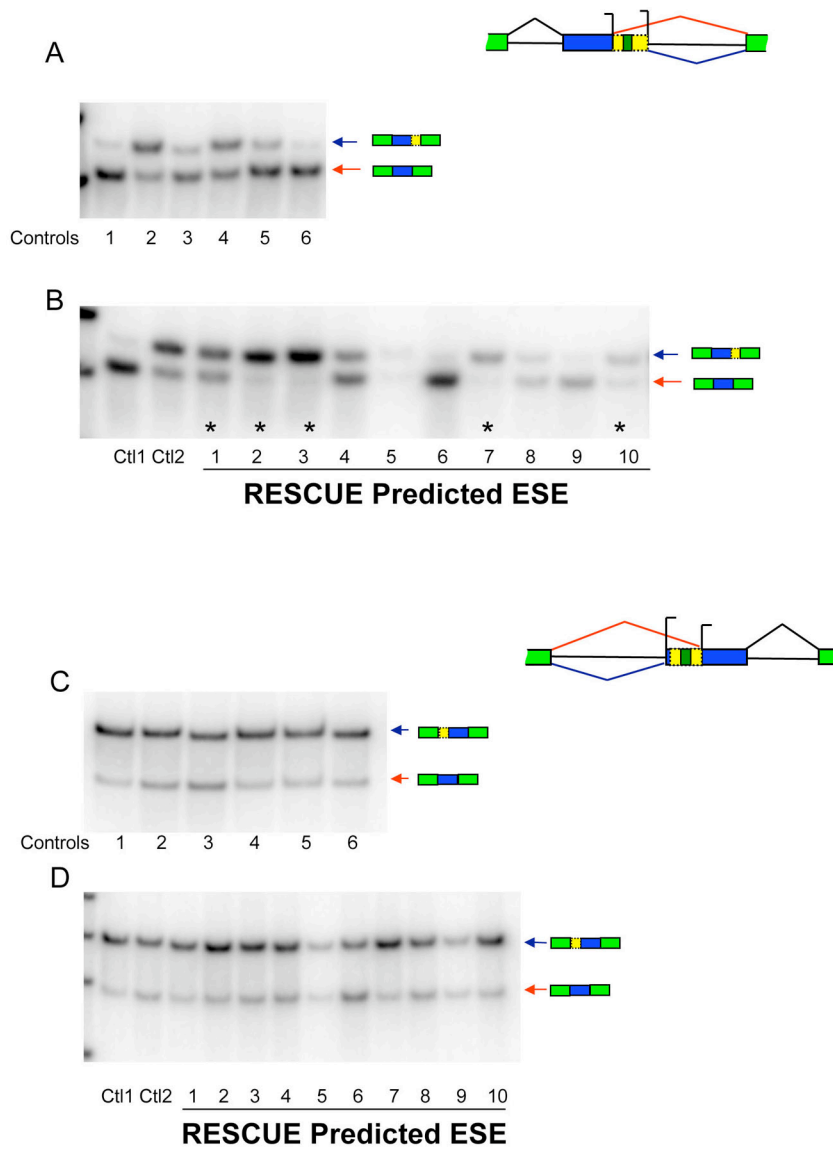 A
Controls 1 2 3 4 5 6
B
* * * * *
Ctl1 Ctl2 1 2 3 4 5 6 7 8 9 10
RESCUE Predicted ESE
C
Controls 1 2 3 4 5 6
D
Ctl1 Ctl2 1 2 3 4 5 6 7 8 9 10
RESCUE Predicted ESE